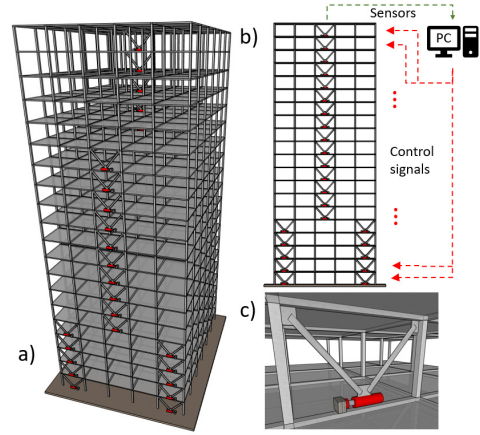 Sensors
b)
PC
Control
signals
a)
c)